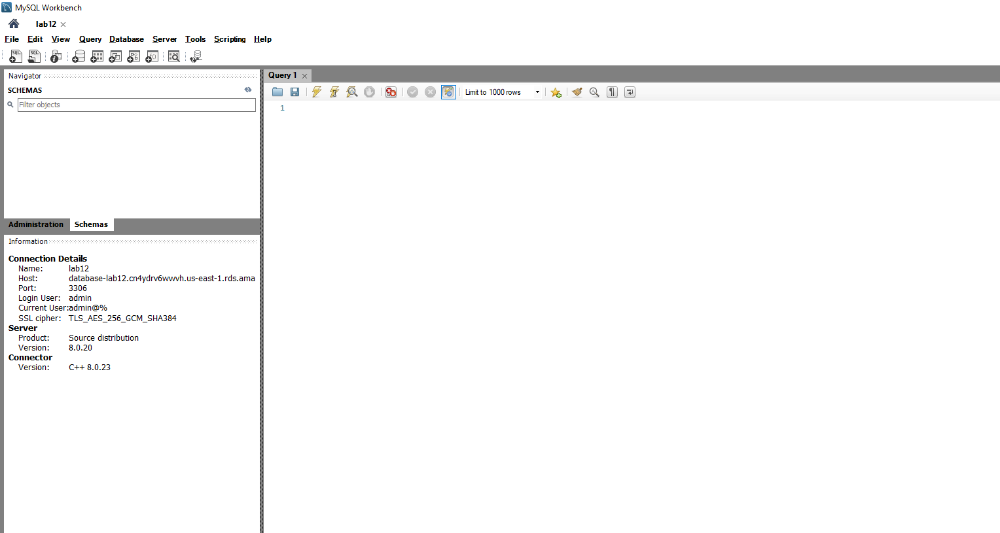 MySQL Workbench
lab12
File Edit View Query Database Server Tools Scripting Help
Navigator
SCHEMAS
Filter objects
Administration Schemas
Information
Connection Details
Name: lab12
Host: database-lab12.cn4ydrv6wwvh.us-east-1.rds.ama
Port: 3306
Login User: admin
Current User:admin@%
SSL cipher: TLS_AES_256_GCM_SHA384
Server
Product: Source distribution
Version: 8.0.20
Connector
Version: C++ 8.0.23
Query 1
Limit to 1000 rows
1